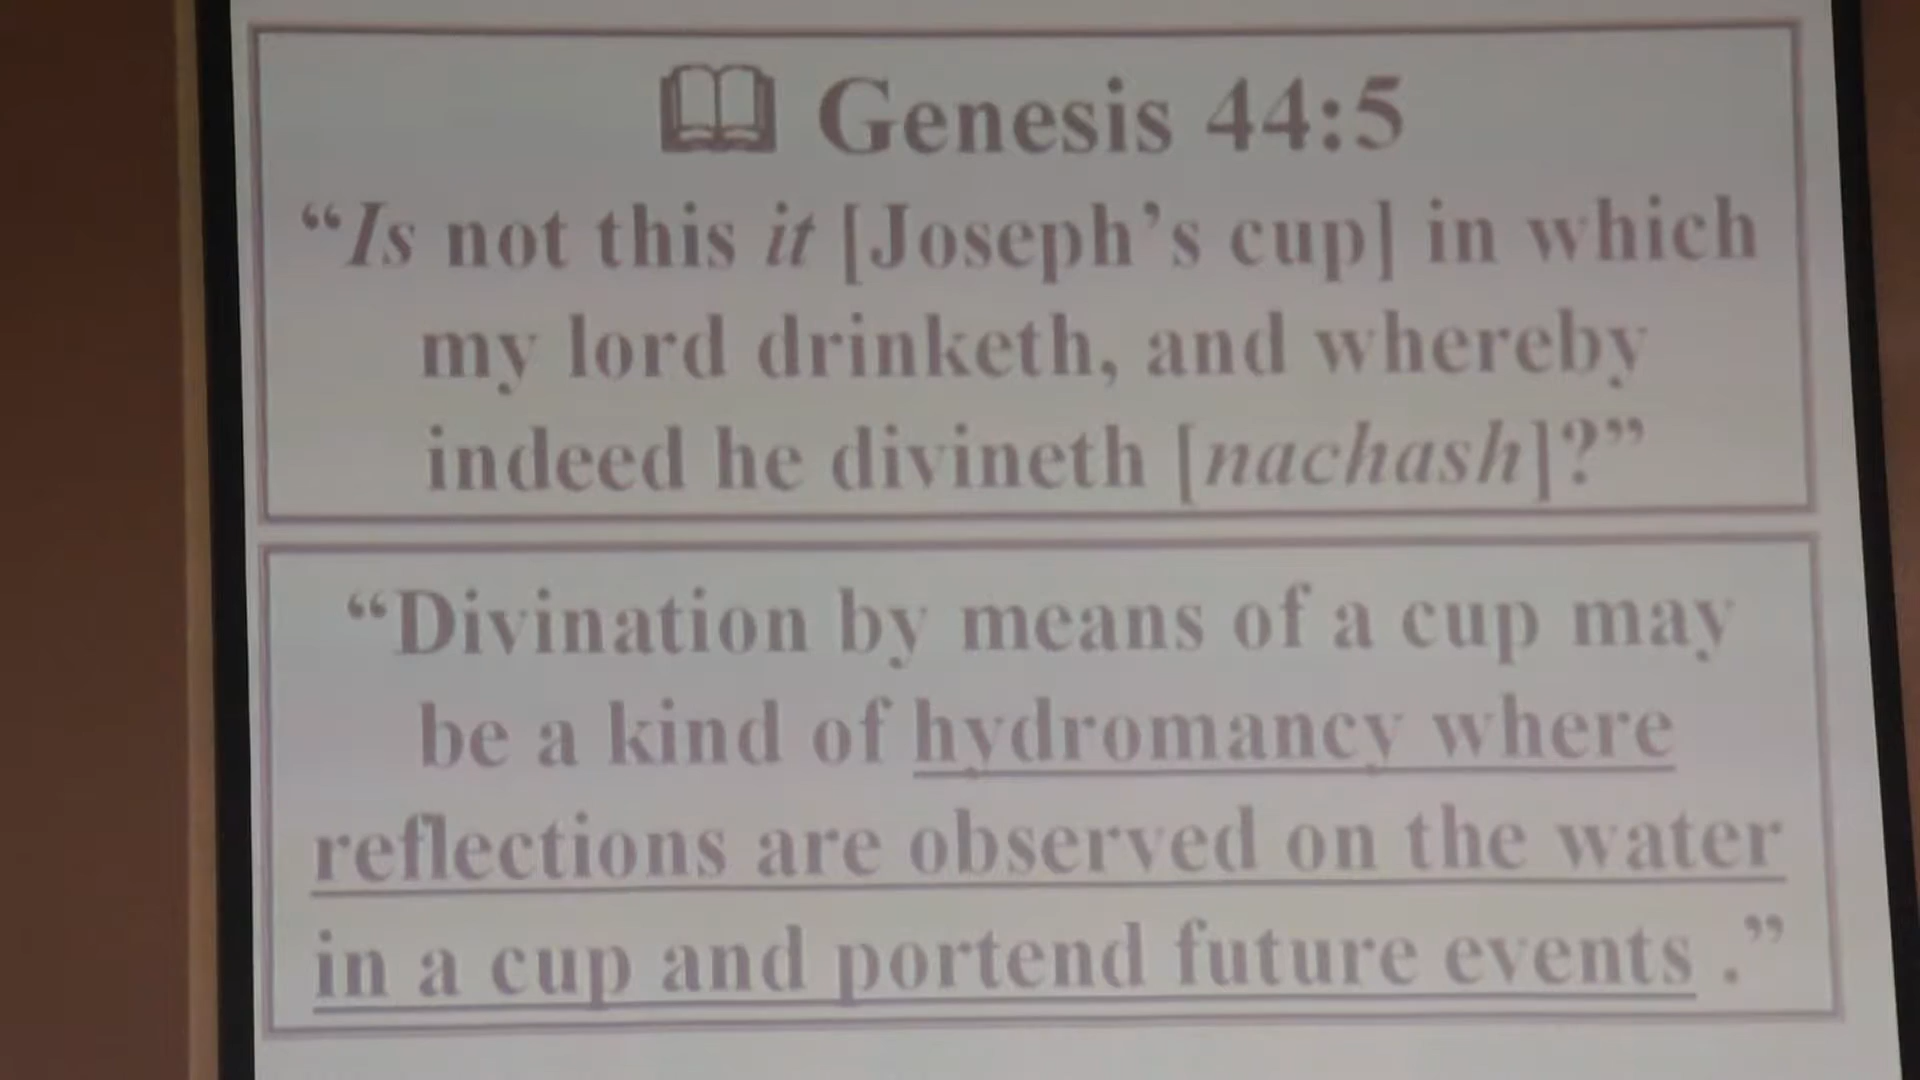 Genesis 44:5
“Is not this it [Joseph’s cup] in which
my lord drinketh, and whereby
indeed he divineth [nachash]?”
“Divination by means of a cup may
be a kind of hydromancy where
reflections are observed on the water
in a cup and portend future events .”